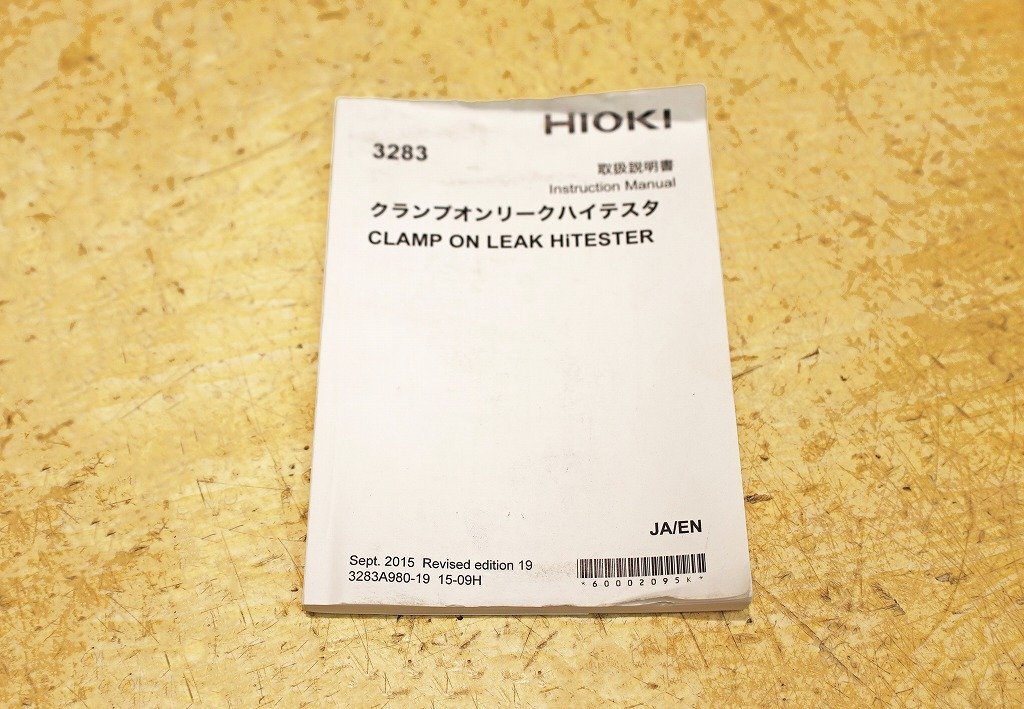 HIOKI
3283
取扱説明書
Instruction Manual
クランプオンリークハイテスタ
CLAMP ON LEAK HiTESTER
JA/EN
Sept. 2015 Revised edition 19
3283A980-19 15-09H
*60002095K*